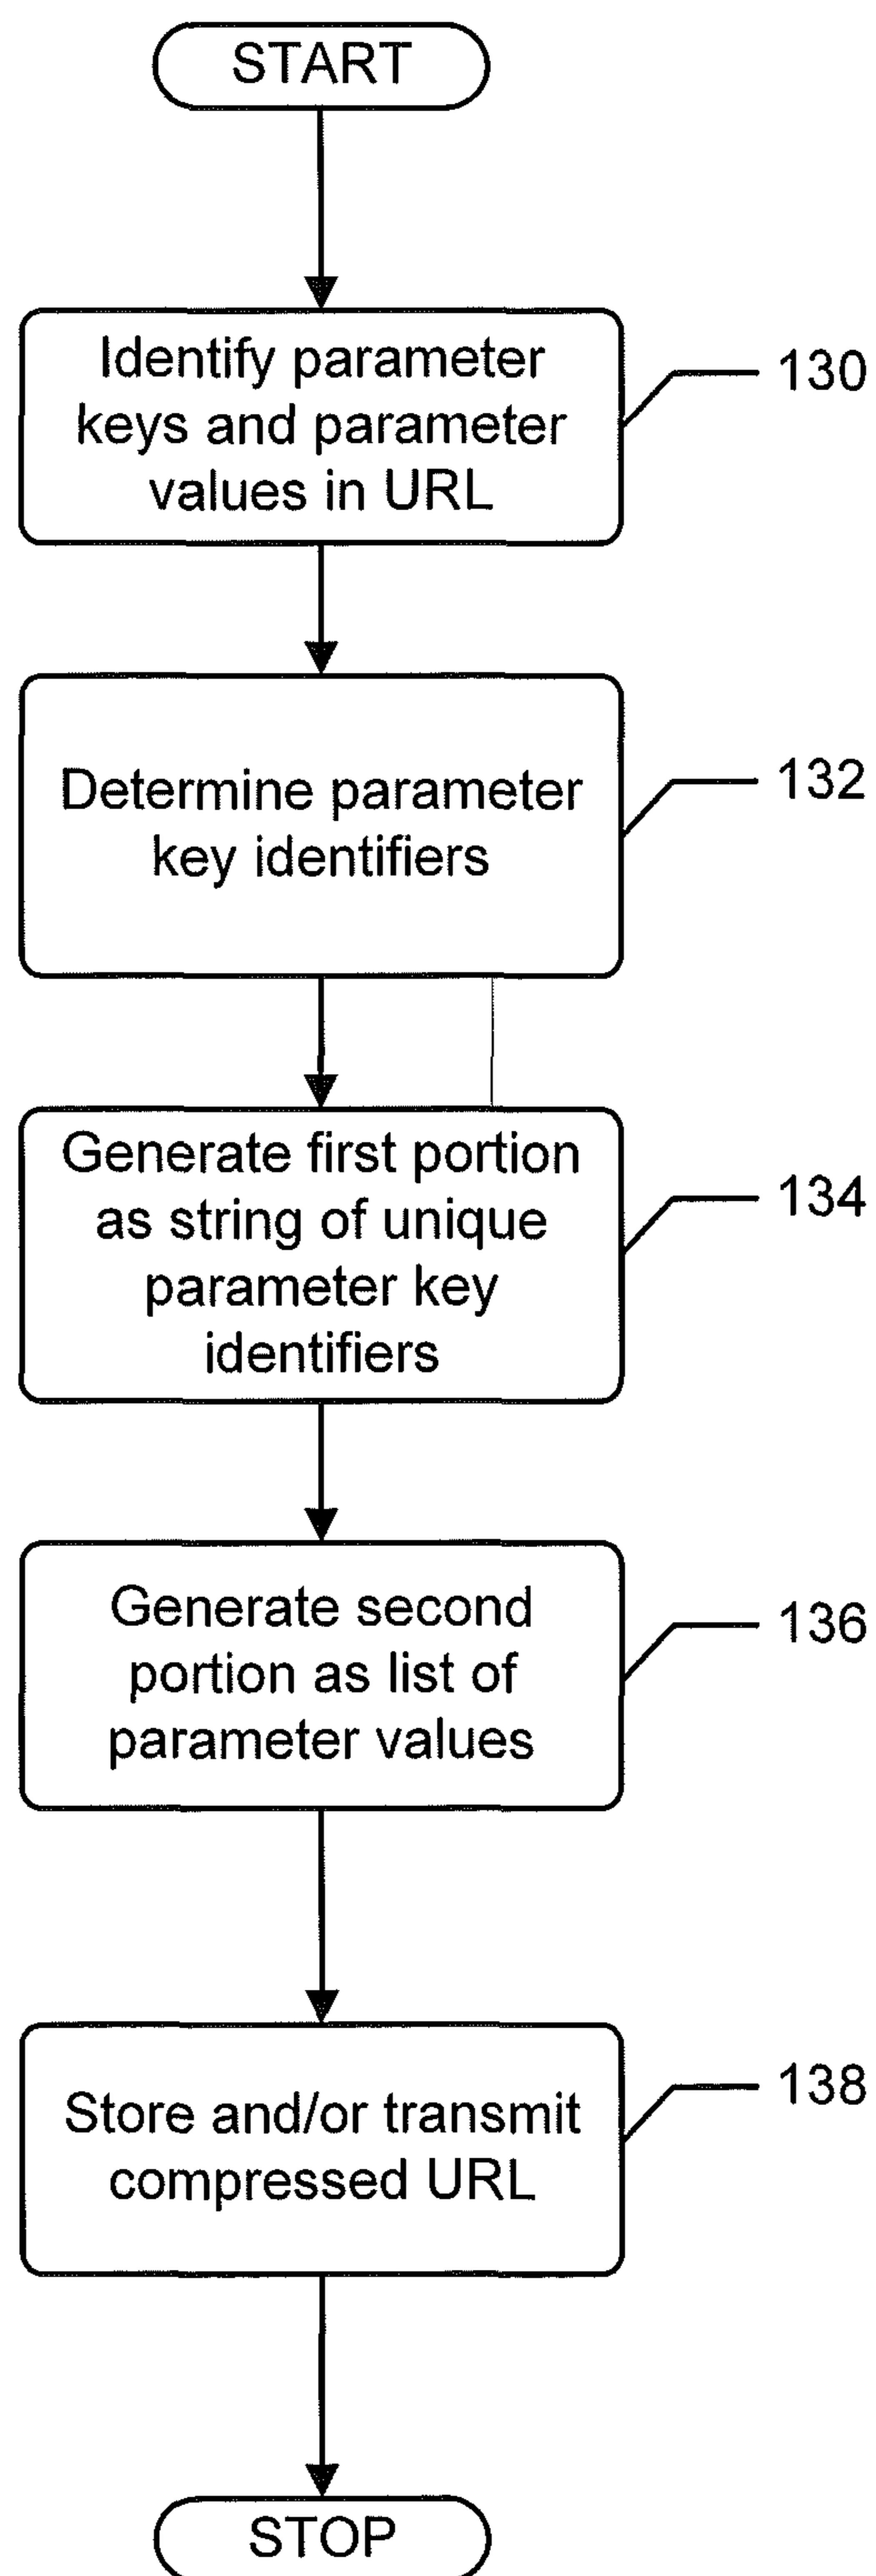 START
Identify parameter
keys and parameter
values in URL
130
Determine parameter
key identifiers
132
Generate first portion
as string of unique
parameter key
identifiers
134
Generate second
portion as list of
parameter values
136
Store and/or transmit
compressed URL
138
STOP